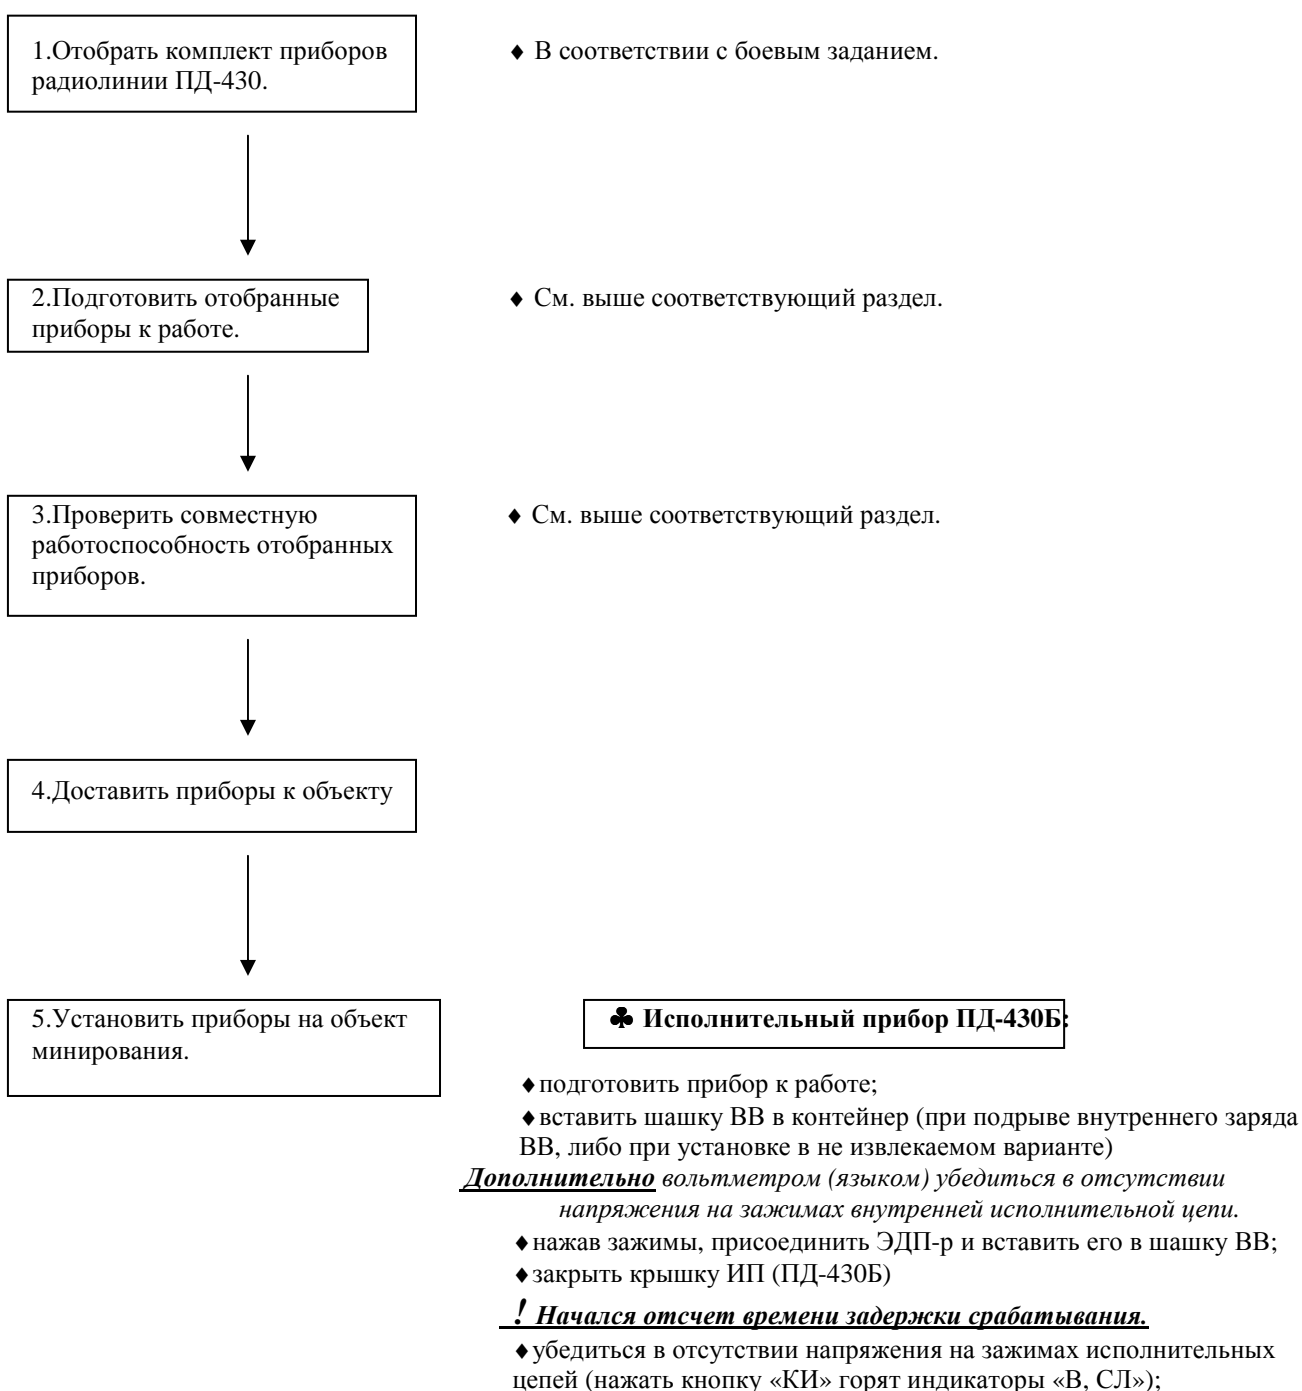 1.Отобрать комплект приборов
радиолинии ПД-430.
♦ В соответствии с боевым заданием.
2.Подготовить отобранные
приборы к работе.
♦ См. выше соответствующий раздел.
3.Проверить совместную
работоспособность отобранных
приборов.
♦ См. выше соответствующий раздел.
4.Доставить приборы к объекту
5.Установить приборы на объект
минирования.
♣ Исполнительный прибор ПД-430Б:
♦подготовить прибор к работе;
♦вставить шашку ВВ в контейнер (при подрыве внутреннего заряда
ВВ, либо при установке в не извлекаемом варианте)
Дополнительно вольтметром (языком) убедиться в отсутствии
напряжения на зажимах внутренней исполнительной цепи.
♦нажав зажимы, присоединить ЭДП-р и вставить его в шашку ВВ;
♦закрыть крышку ИП (ПД-430Б)
! Начался отсчет времени задержки срабатывания.
♦убедиться в отсутствии напряжения на зажимах исполнительных
цепей (нажать кнопку «КИ» горят индикаторы «В, СЛ»);